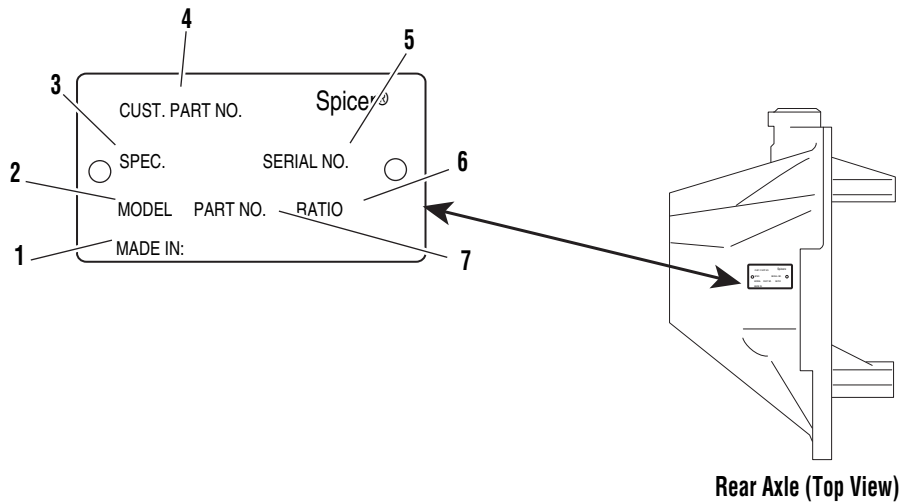 4
5
3
CUST. PART NO.
Spicer®
SPEC.
SERIAL NO.
2
6
MODEL PART NO. RATIO
1
MADE IN:
7
Spicer
Rear Axle (Top View)